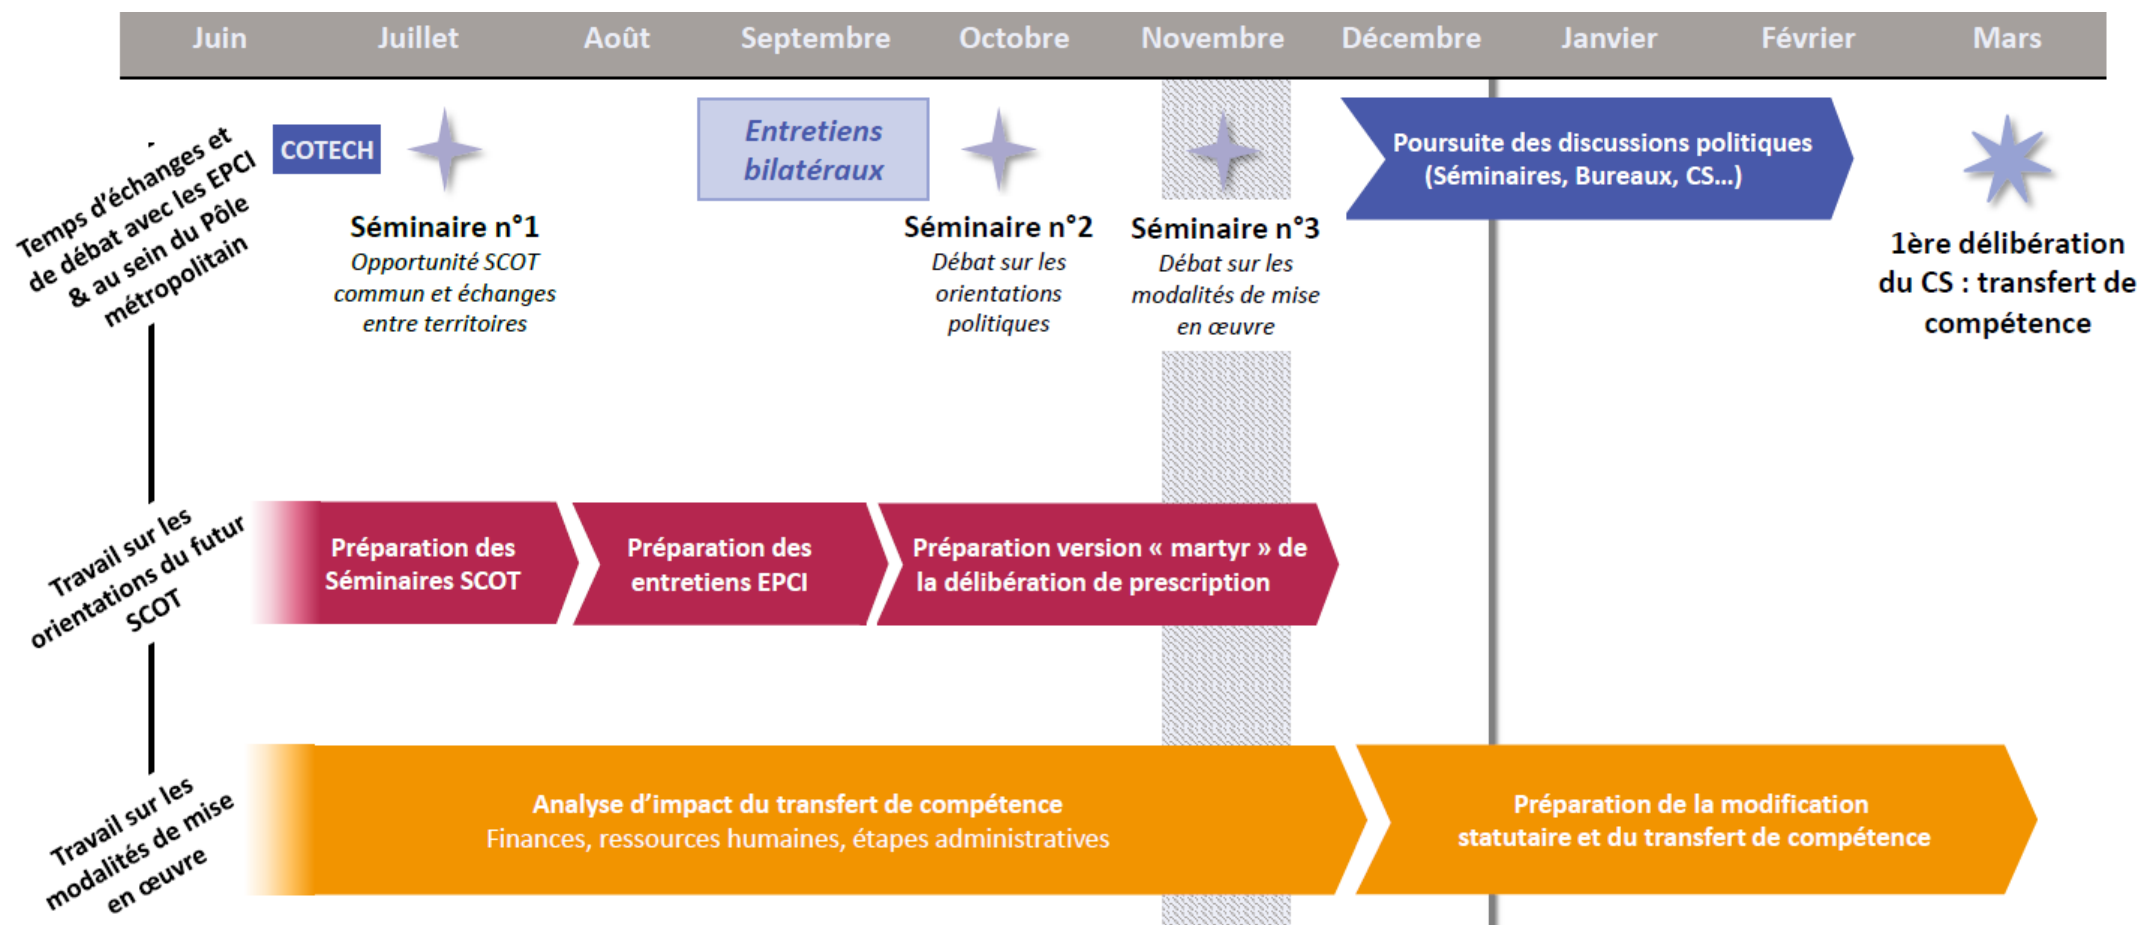 Juin Juillet Août Septembre Octobre Novembre Décembre Janvier Février Mars
Temps d'échanges et
de débat avec les EPCI
& au sein du Pôle
métropolitain
COTECH
Séminaire n°1
Opportunité SCOT
commun et échanges
entre territoires
Entretiens
bilatéraux
Séminaire n°2
Débat sur les
orientations
politiques
Séminaire n°3
Débat sur les
modalités de mise
en œuvre
Poursuite des discussions politiques
(Séminaires, Bureaux, CS...)
1ère délibération
du CS : transfert de
compétence
Travail sur les
orientations du futur
SCOT
Préparation des
Séminaires SCOT
Préparation des
entretiens EPCI
Préparation version « martyr » de
la délibération de prescription
Travail sur les
modalités de mise
en œuvre
Analyse d'impact du transfert de compétence
Finances, ressources humaines, étapes administratives
Préparation de la modification
statutaire et du transfert de compétence